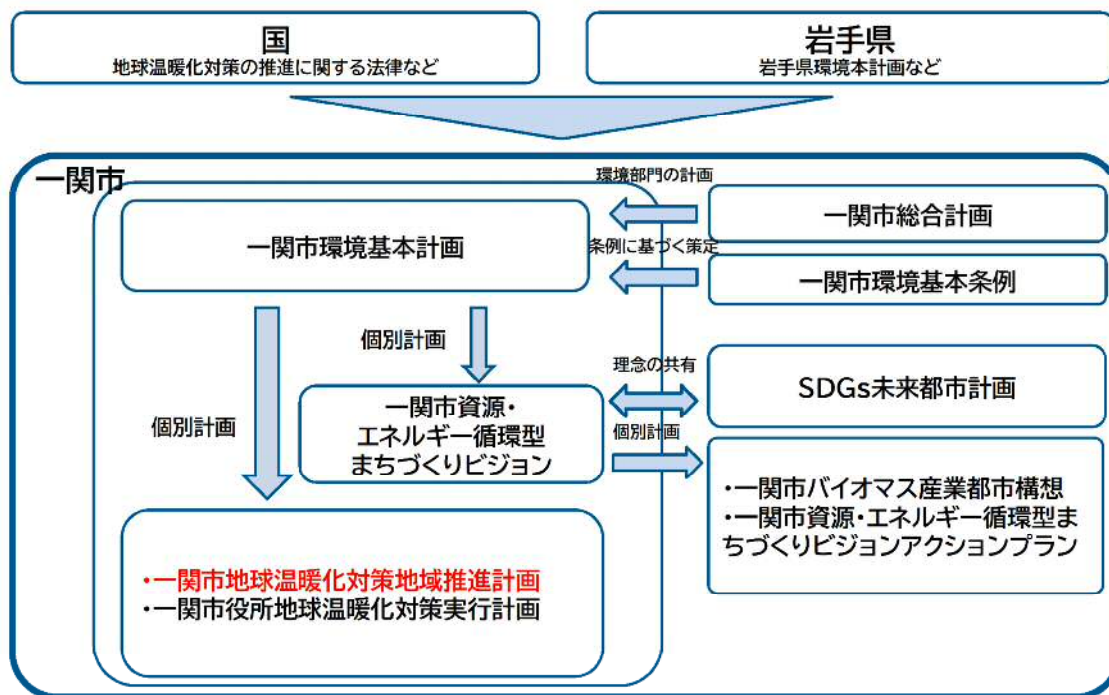 国
地球温暖化対策の推進に関する法律など
岩手県
岩手県環境本計画など
一関市
環境部門の計画
一関市総合計画
一関市環境基本計画
条例に基づく策定
一関市環境基本条例
個別計画
理念の共有
SDGs未来都市計画
一関市資源・
エネルギー循環型
まちづくりビジョン
個別計画
個別計画
・一関市バイオマス産業都市構想
・一関市資源・エネルギー循環型ま
ちづくりビジョンアクションプラン
・一関市地球温暖化対策地域推進計画
・一関市役所地球温暖化対策実行計画